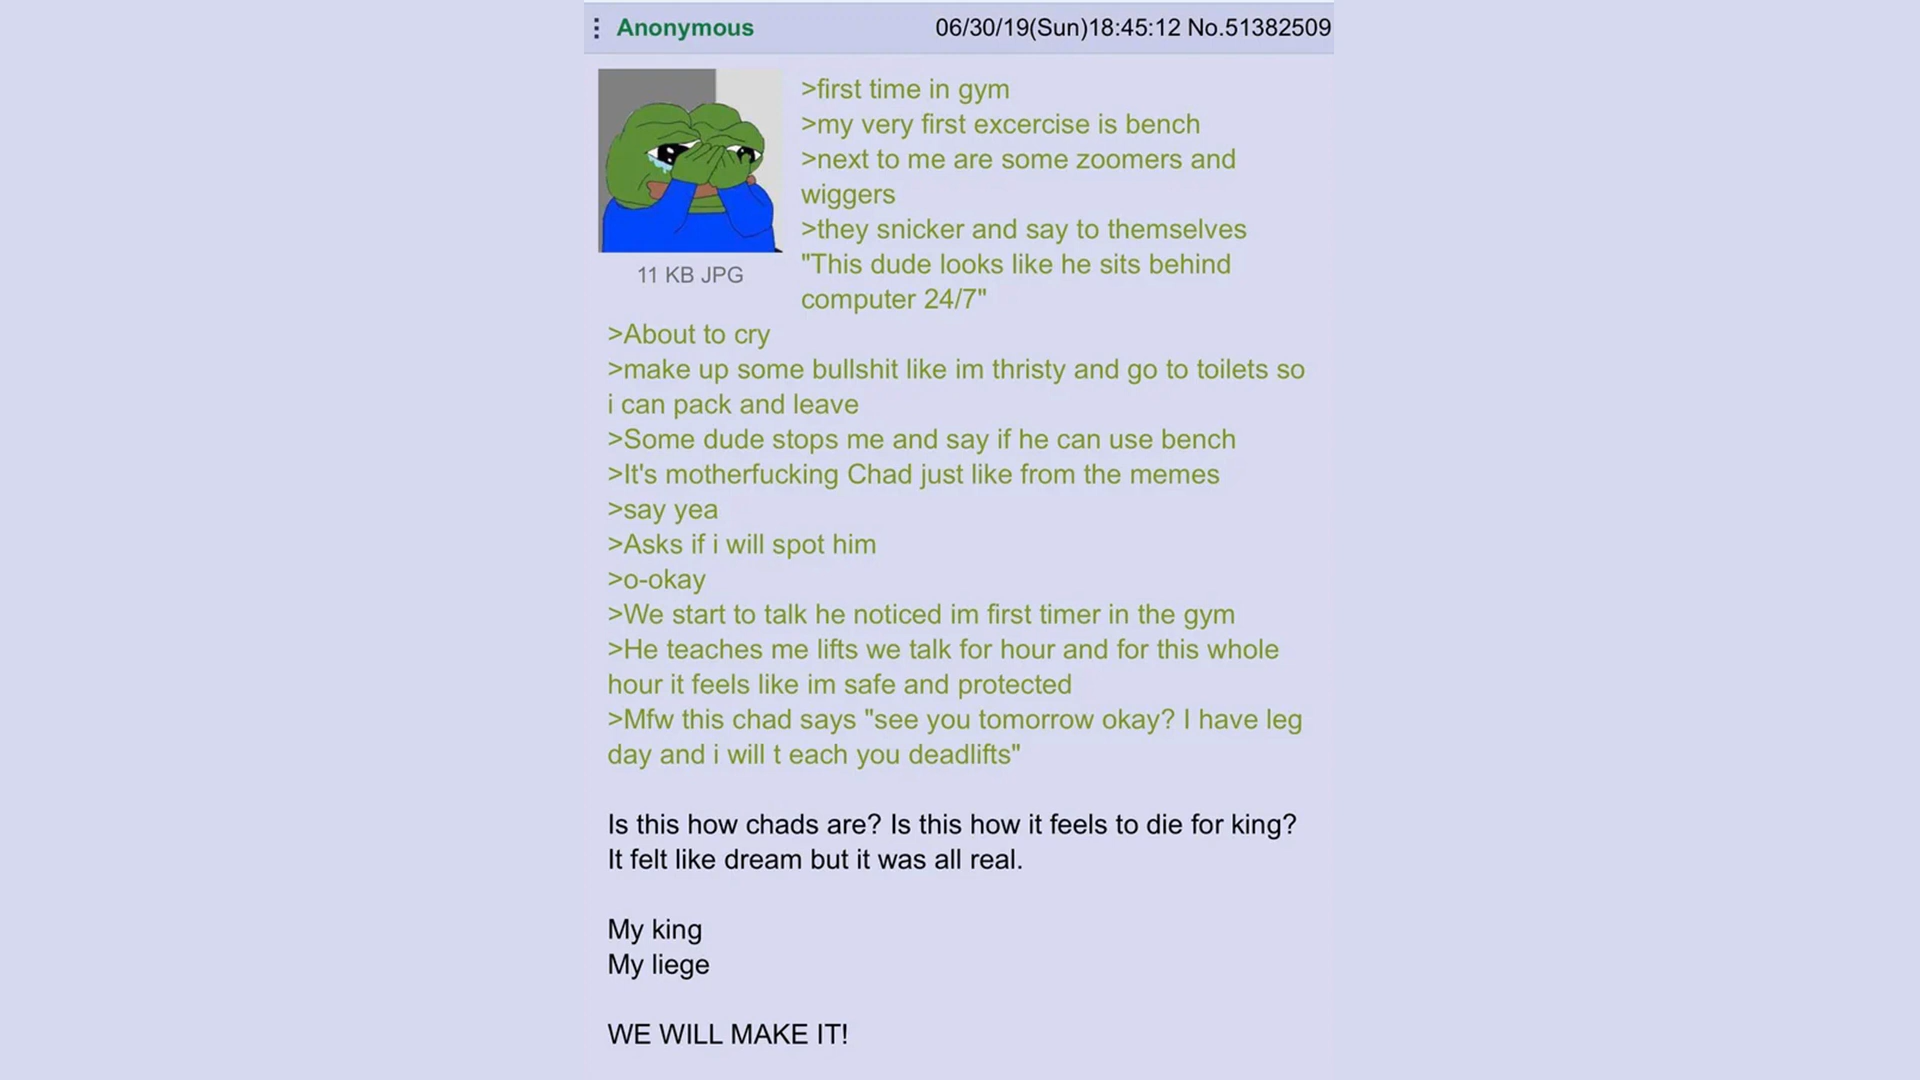 Anonymous 06/30/19(Sun)18:45:12 No.51382509
>first time in gym
>my very first excercise is bench
>next to me are some zoomers and
wiggers
>they snicker and say to themselves
"This dude looks like he sits behind
computer 24/7"
11 KB JPG
>About to cry
>make up some bullshit like im thristy and go to toilets so
i can pack and leave
>Some dude stops me and say if he can use bench
>It's motherfucking Chad just like from the memes
>say yea
>Asks if i will spot him
>o-okay
>We start to talk he noticed im first timer in the gym
>He teaches me lifts we talk for hour and for this whole
hour it feels like im safe and protected
>Mfw this chad says "see you tomorrow okay? I have leg
day and i will t each you deadlifts"
Is this how chads are? Is this how it feels to die for king?
It felt like dream but it was all real.
My king
My liege
WE WILL MAKE IT!